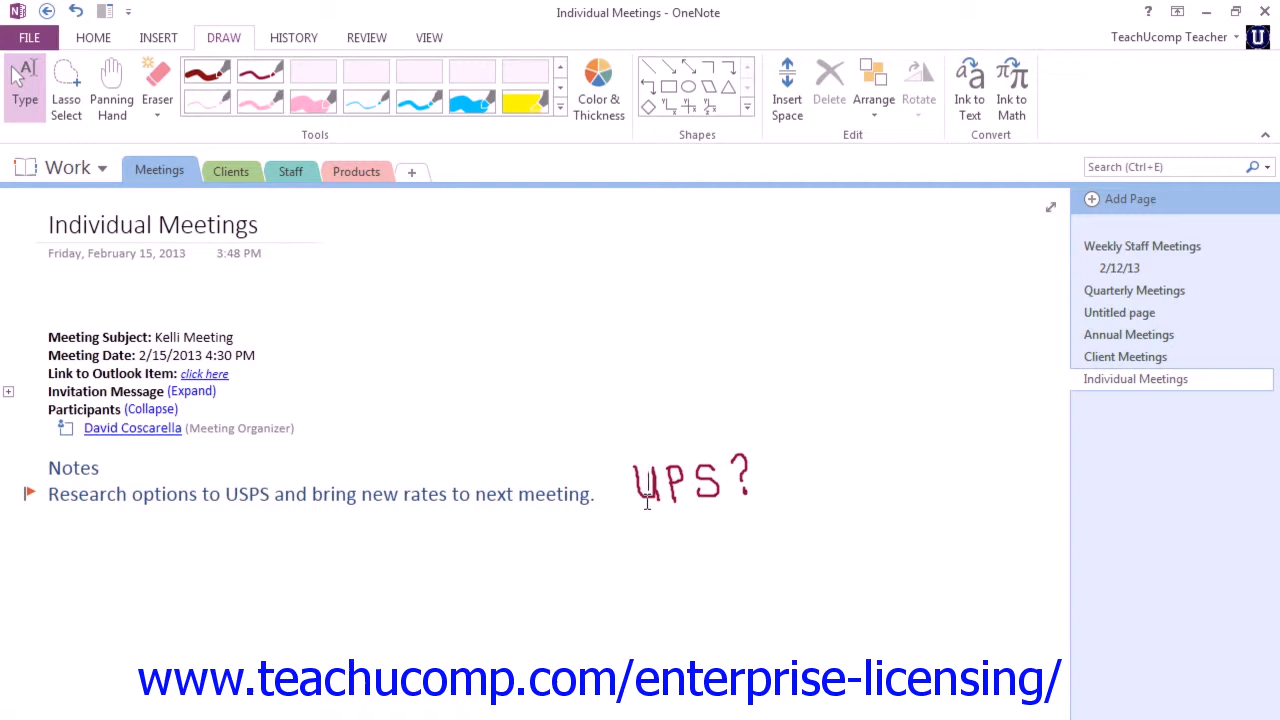 Individual Meetings - OneNote
FILE HOME INSERT DRAW HISTORY REVIEW VIEW
TeachUcomp Teacher
Type
Lasso Select
Panning Hand
Eraser
Color & Thickness
Insert Space
Delete
Arrange
Rotate
Ink to Text
Ink to Math
Tools Shapes Edit Convert
Work
Meetings Clients Staff Products
Search (Ctrl+E)
Add Page
Individual Meetings
Friday, February 15, 2013 3:48 PM
Weekly Staff Meetings
2/12/13
Quarterly Meetings
Untitled page
Annual Meetings
Client Meetings
Individual Meetings
Meeting Subject: Kelli Meeting
Meeting Date: 2/15/2013 4:30 PM
Link to Outlook Item: click here
Invitation Message (Expand)
Participants (Collapse)
David Coscarella (Meeting Organizer)
Notes
Research options to USPS and bring new rates to next meeting.
UPS?
www.teachucomp.com/enterprise-licensing/